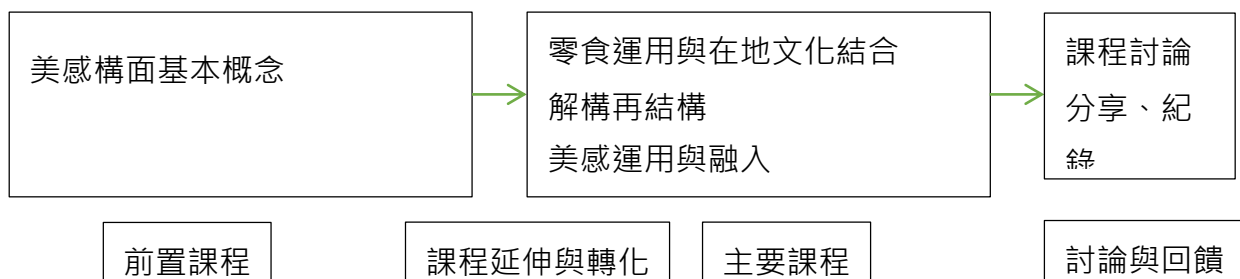 美感構面基本概念
零食運用與在地文化結合
解構再結構
美感運用與融入
課程討論
分享、紀
錄
前置課程
課程延伸與轉化
主要課程
討論與回饋